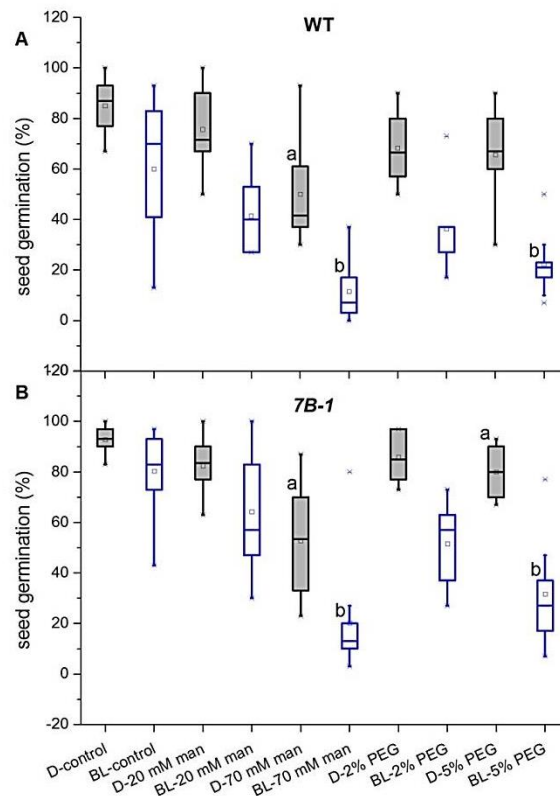 A
WT
120
100
80
60
40
20
0
seed germination (%)
a
b
b
120
B
7B-1
100
80
60
40
20
0
-20
seed germination (%)
a
b
a
b
D-control
BL-control
D-20 mM man
BL-20 mM man
D-70 mM man
BL-70 mM man
D-2% PEG
BL-2% PEG
D-5% PEG
BL-5% PEG